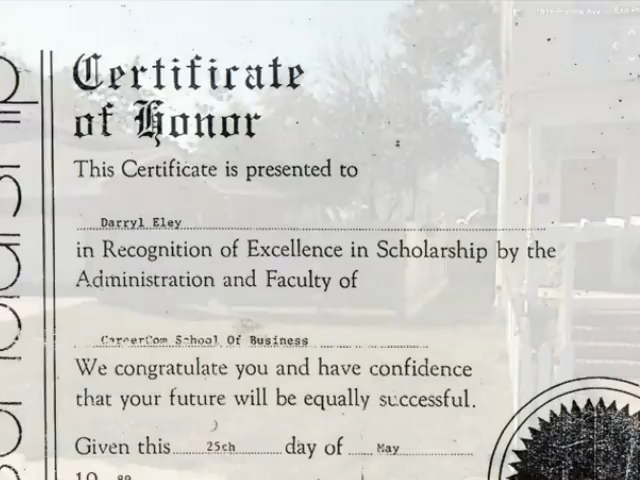 Certificate
of Honor
This Certificate is presented to
Darryl Eley
in Recognition of Excellence in Scholarship by the
Administration and Faculty of
CareerCom School Of Business
We congratulate you and have confidence
that your future will be equally successful.
Given this 25th day of May
19 89